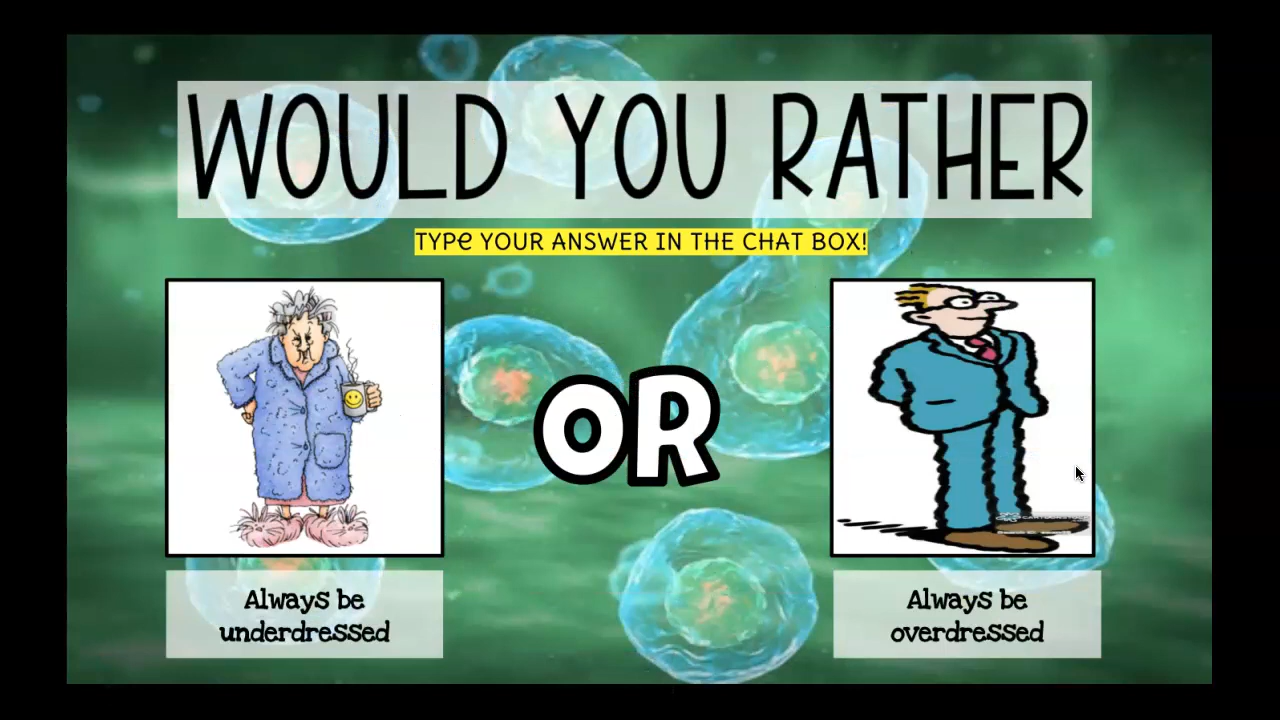 WOULD YOU RATHER
TYPE YOUR ANSWER IN THE CHAT BOX!
OR
Always be
underdressed
Always be
overdressed